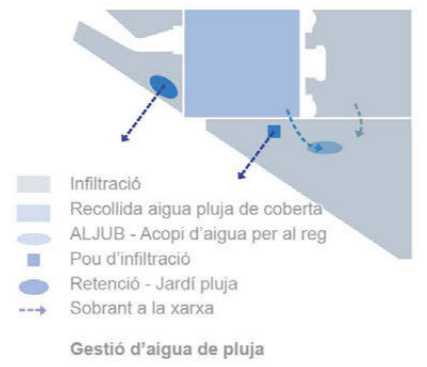 Infiltració
Recollida aigua pluja de coberta
ALJUB - Acopi d'aigua per al reg
Pou d'infiltració
Retenció - Jardí pluja
Sobrant a la xarxa
Gestió d'aigua de pluja